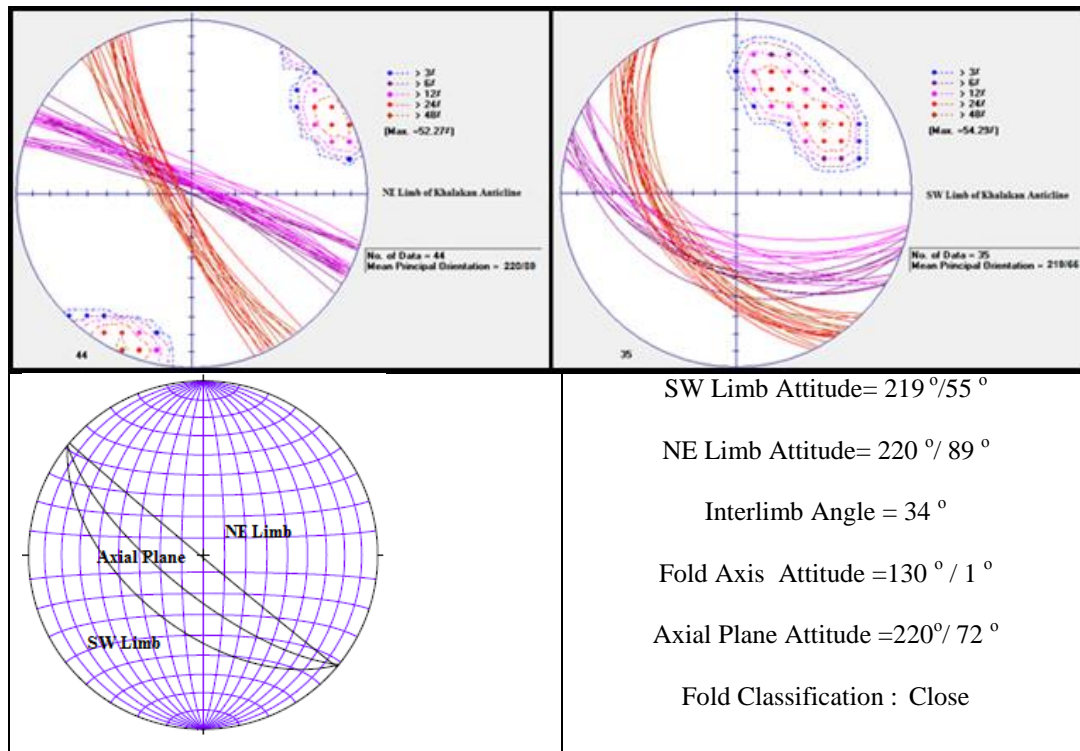 > 3%
> 6%
> 12%
> 24%
> 48%
(Max. =52.27%)
NE Limb of Khalakan Anticline
No. of Data = 44
Mean Principal Orientation = 220/89
44
> 3%
> 6%
> 12%
> 24%
> 48%
(Max. =54.29%)
SW Limb of Khalakan Anticline
No. of Data = 35
Mean Principal Orientation =
35
NE Limb
Axial Plane
SW Limb
SW Limb Attitude= 219 °/55 °
NE Limb Attitude= 220 °/ 89 °
Interlimb Angle = 34 °
Fold Axis Attitude =130 ° / 1 °
Axial Plane Attitude =220°/ 72 °
Fold Classification : Close